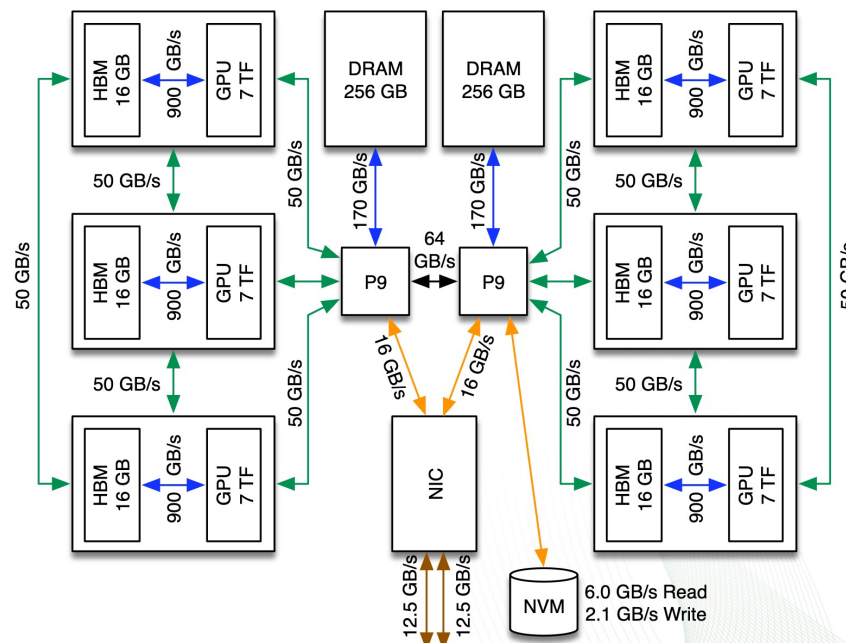 HBM
16 GB
900
GB/s
GPU
7 TF
DRAM
256 GB
DRAM
256 GB
HBM
16 GB
900
GB/s
GPU
7 TF
50 GB/s
50 GB/s
170 GB/s
170 GB/s
50 GB/s
50 GB/s
50 GB/s
HBM
16 GB
900
GB/s
GPU
7 TF
P9
64
GB/s
P9
HBM
16 GB
900
GB/s
GPU
7 TF
50 GB/s
50 GB/s
50 GB/s
16 GB/s
16 GB/s
50 GB/s
50 GB/s
HBM
16 GB
900
GB/s
GPU
7 TF
NIC
HBM
16 GB
900
GB/s
GPU
7 TF
12.5 GB/s
12.5 GB/s
NVM
6.0 GB/s Read
2.1 GB/s Write